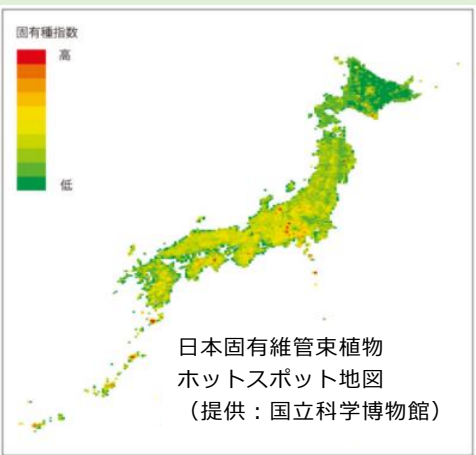 固有種指数
高
低
日本固有維管束植物
ホットスポット地図
（提供：国立科学博物館）